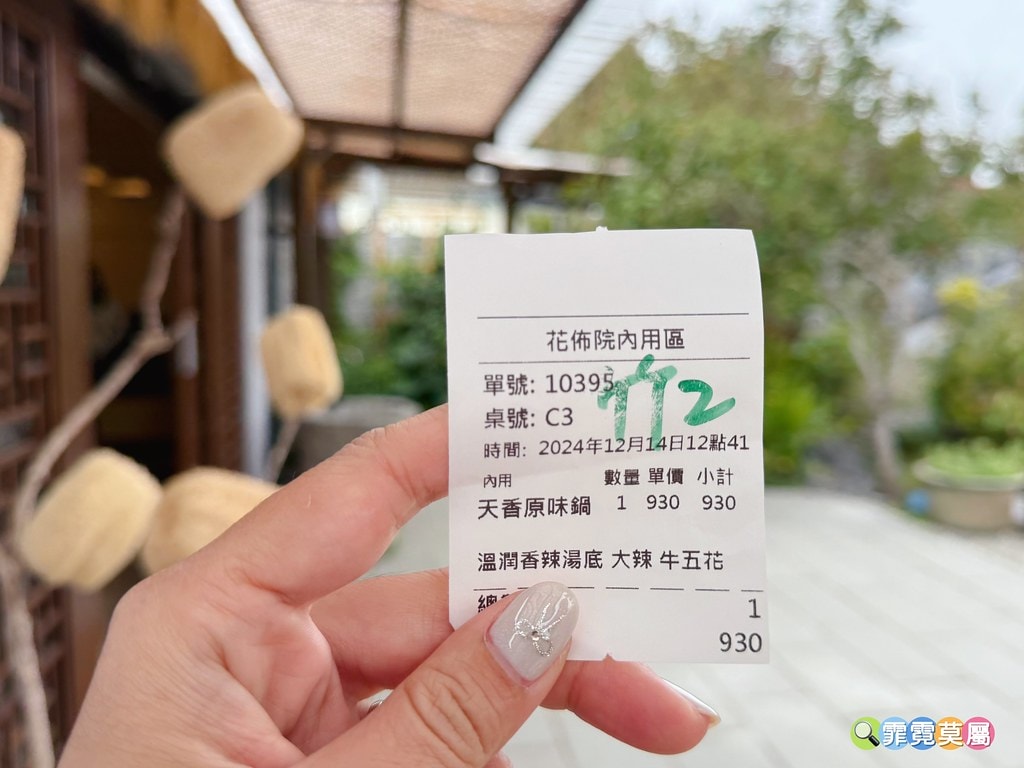 花佈院內用區
單號: 10395
竹2
桌號: C3
時間: 2024年12月14日12點41
內用 數量 單價 小計
天香原味鍋 1 930 930
溫潤香辣湯底 大辣 牛五花
總 1
930
霏霓莫屬